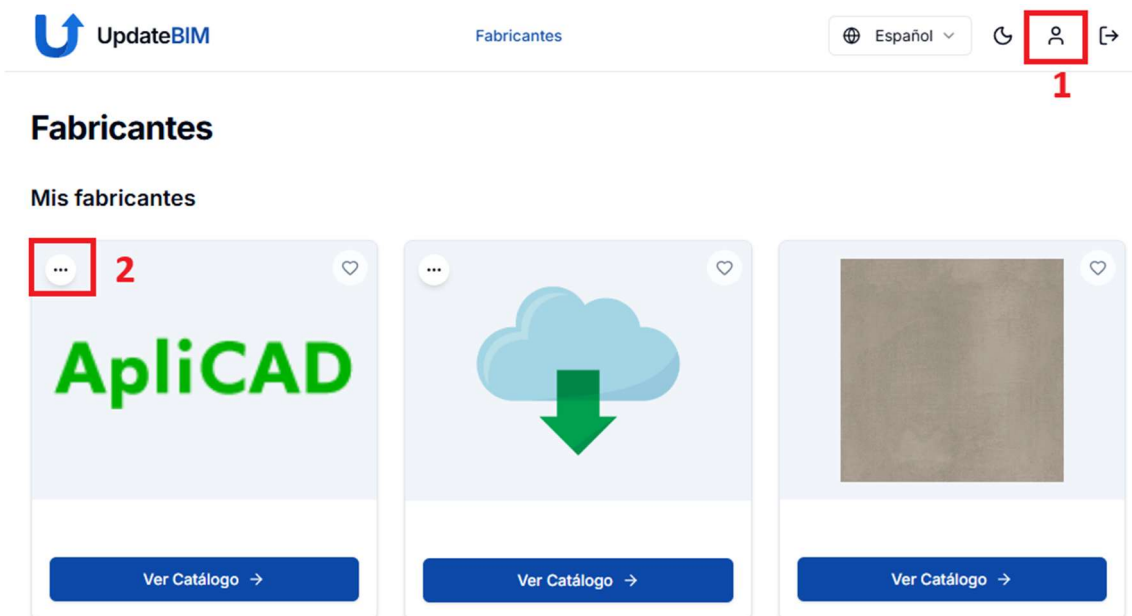 UpdateBIM
Fabricantes
Español
1
Fabricantes
Mis fabricantes
2
ApliCAD
Ver Catálogo →
Ver Catálogo →
Ver Catálogo →